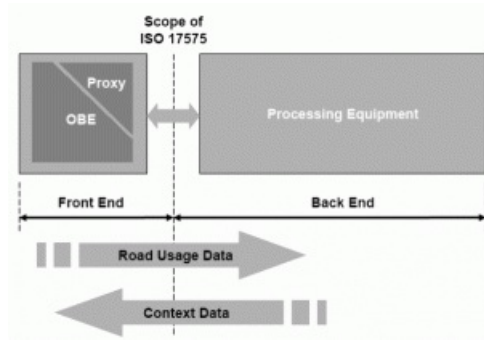 Scope of
ISO 17575
Proxy
OBE
Processing Equipment
Front End
Back End
Road Usage Data
Context Data